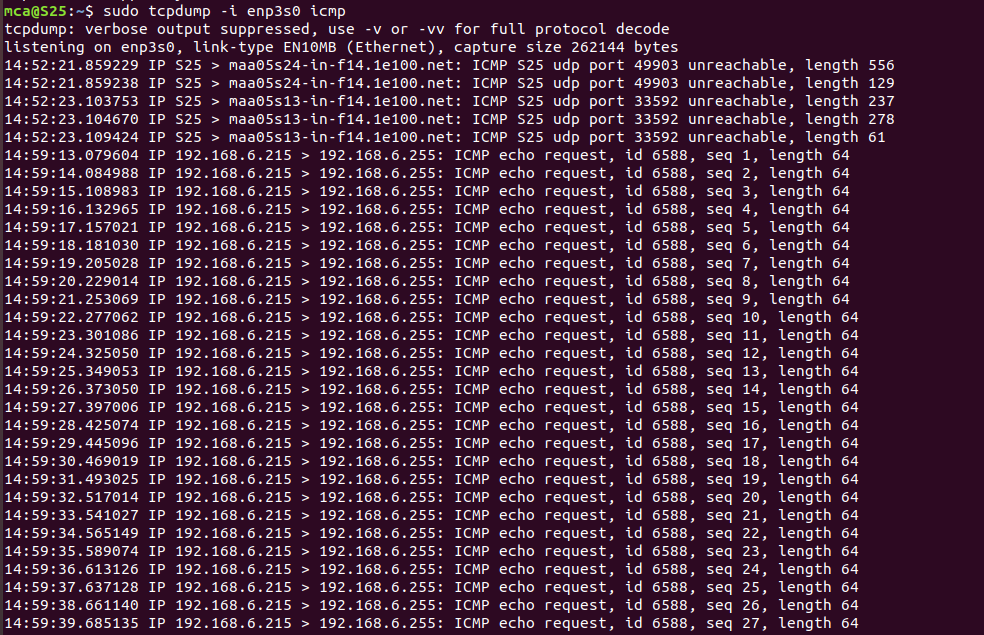 mca@S25:~$ sudo tcpdump -i enp3s0 icmp
tcpdump: verbose output suppressed, use -v or -vv for full protocol decode
listening on enp3s0, link-type EN10MB (Ethernet), capture size 262144 bytes
14:52:21.859229 IP S25 > maa05s24-in-f14.1e100.net: ICMP S25 udp port 49903 unreachable, length 556
14:52:21.859238 IP S25 > maa05s24-in-f14.1e100.net: ICMP S25 udp port 49903 unreachable, length 129
14:52:23.103753 IP S25 > maa05s13-in-f14.1e100.net: ICMP S25 udp port 33592 unreachable, length 237
14:52:23.104670 IP S25 > maa05s13-in-f14.1e100.net: ICMP S25 udp port 33592 unreachable, length 278
14:52:23.109424 IP S25 > maa05s13-in-f14.1e100.net: ICMP S25 udp port 33592 unreachable, length 61
14:59:13.079604 IP 192.168.6.215 > 192.168.6.255: ICMP echo request, id 6588, seq 1, length 64
14:59:14.084988 IP 192.168.6.215 > 192.168.6.255: ICMP echo request, id 6588, seq 2, length 64
14:59:15.108983 IP 192.168.6.215 > 192.168.6.255: ICMP echo request, id 6588, seq 3, length 64
14:59:16.132965 IP 192.168.6.215 > 192.168.6.255: ICMP echo request, id 6588, seq 4, length 64
14:59:17.157021 IP 192.168.6.215 > 192.168.6.255: ICMP echo request, id 6588, seq 5, length 64
14:59:18.181030 IP 192.168.6.215 > 192.168.6.255: ICMP echo request, id 6588, seq 6, length 64
14:59:19.205028 IP 192.168.6.215 > 192.168.6.255: ICMP echo request, id 6588, seq 7, length 64
14:59:20.229014 IP 192.168.6.215 > 192.168.6.255: ICMP echo request, id 6588, seq 8, length 64
14:59:21.253069 IP 192.168.6.215 > 192.168.6.255: ICMP echo request, id 6588, seq 9, length 64
14:59:22.277062 IP 192.168.6.215 > 192.168.6.255: ICMP echo request, id 6588, seq 10, length 64
14:59:23.301086 IP 192.168.6.215 > 192.168.6.255: ICMP echo request, id 6588, seq 11, length 64
14:59:24.325050 IP 192.168.6.215 > 192.168.6.255: ICMP echo request, id 6588, seq 12, length 64
14:59:25.349053 IP 192.168.6.215 > 192.168.6.255: ICMP echo request, id 6588, seq 13, length 64
14:59:26.373050 IP 192.168.6.215 > 192.168.6.255: ICMP echo request, id 6588, seq 14, length 64
14:59:27.397006 IP 192.168.6.215 > 192.168.6.255: ICMP echo request, id 6588, seq 15, length 64
14:59:28.425074 IP 192.168.6.215 > 192.168.6.255: ICMP echo request, id 6588, seq 16, length 64
14:59:29.445096 IP 192.168.6.215 > 192.168.6.255: ICMP echo request, id 6588, seq 17, length 64
14:59:30.469019 IP 192.168.6.215 > 192.168.6.255: ICMP echo request, id 6588, seq 18, length 64
14:59:31.493025 IP 192.168.6.215 > 192.168.6.255: ICMP echo request, id 6588, seq 19, length 64
14:59:32.517014 IP 192.168.6.215 > 192.168.6.255: ICMP echo request, id 6588, seq 20, length 64
14:59:33.541027 IP 192.168.6.215 > 192.168.6.255: ICMP echo request, id 6588, seq 21, length 64
14:59:34.565149 IP 192.168.6.215 > 192.168.6.255: ICMP echo request, id 6588, seq 22, length 64
14:59:35.589074 IP 192.168.6.215 > 192.168.6.255: ICMP echo request, id 6588, seq 23, length 64
14:59:36.613126 IP 192.168.6.215 > 192.168.6.255: ICMP echo request, id 6588, seq 24, length 64
14:59:37.637128 IP 192.168.6.215 > 192.168.6.255: ICMP echo request, id 6588, seq 25, length 64
14:59:38.661140 IP 192.168.6.215 > 192.168.6.255: ICMP echo request, id 6588, seq 26, length 64
14:59:39.685135 IP 192.168.6.215 > 192.168.6.255: ICMP echo request, id 6588, seq 27, length 64